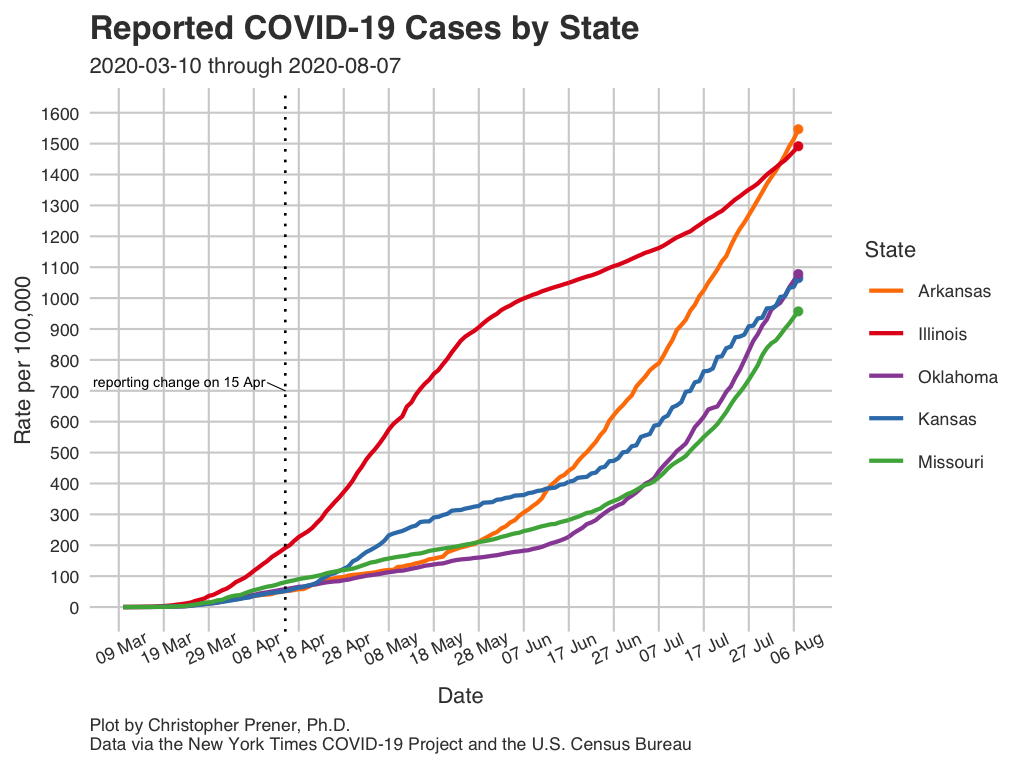 Reported COVID-19 Cases by State
2020-03-10 through 2020-08-07
1600
1500
1400
1300
1200
1100
1000
900
800
700
600
500
400
300
200
100
0
Rate per 100,000
reporting change on 15 Apr
09 Mar
19 Mar
29 Mar
08 Apr
18 Apr
28 Apr
08 May
18 May
28 May
07 Jun
17 Jun
27 Jun
07 Jul
17 Jul
27 Jul
06 Aug
Date
State
Arkansas
Illinois
Oklahoma
Kansas
Missouri
Plot by Christopher Prener, Ph.D.
Data via the New York Times COVID-19 Project and the U.S. Census Bureau